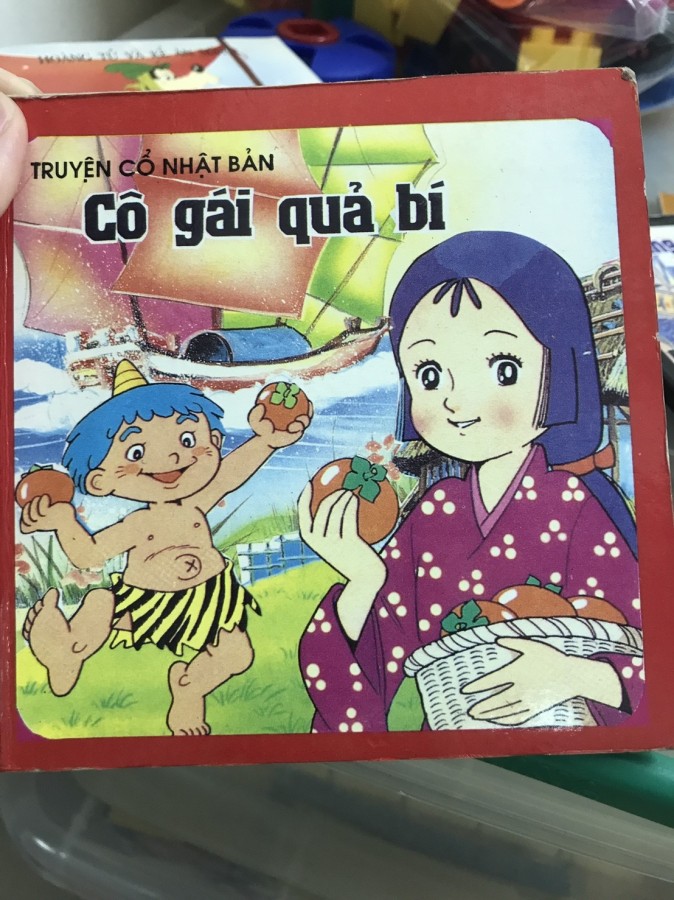 TRUYỆN CỔ NHẬT BẢN
Cô gái quả bí